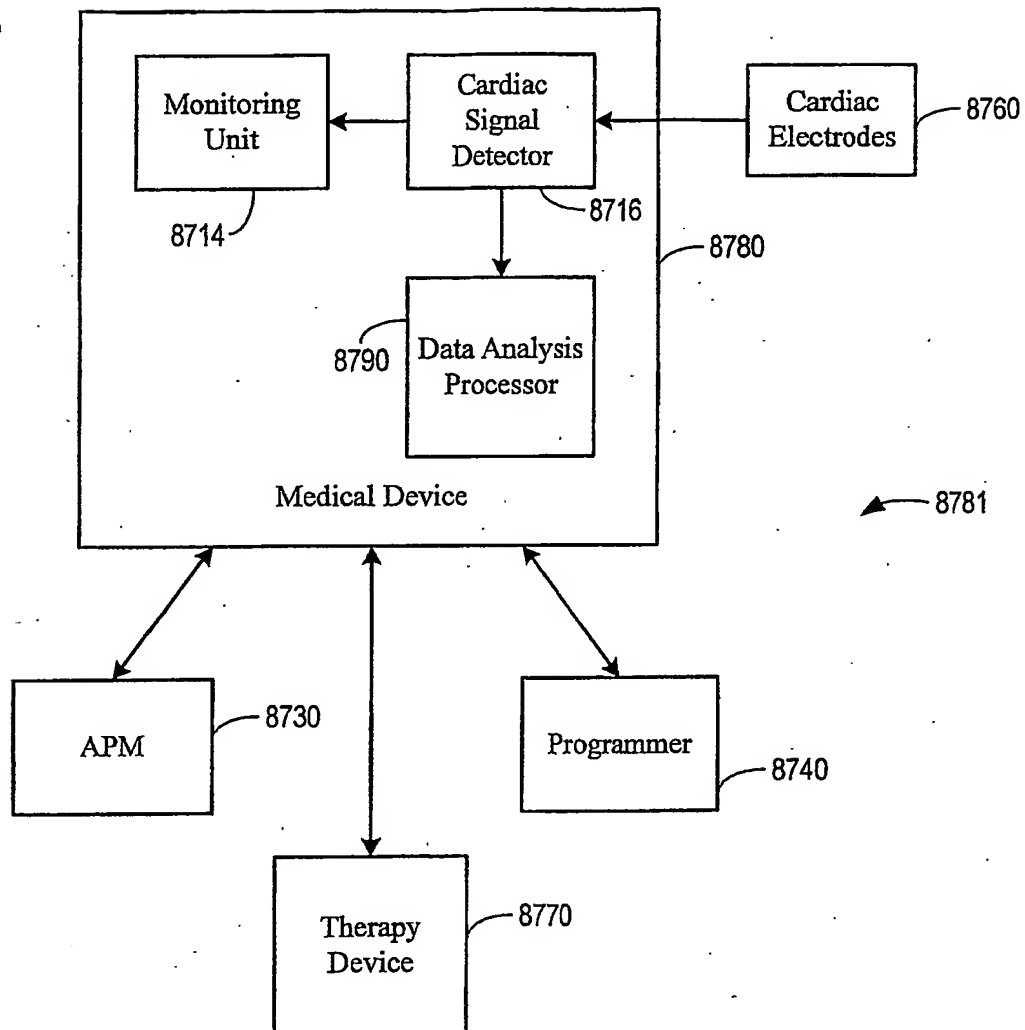 Monitoring
Unit
Cardiac
Signal
Detector
Cardiac
Electrodes
8760
8714
8716
8780
8790
Data Analysis
Processor
Medical Device
8781
APM
8730
Programmer
8740
Therapy
Device
8770